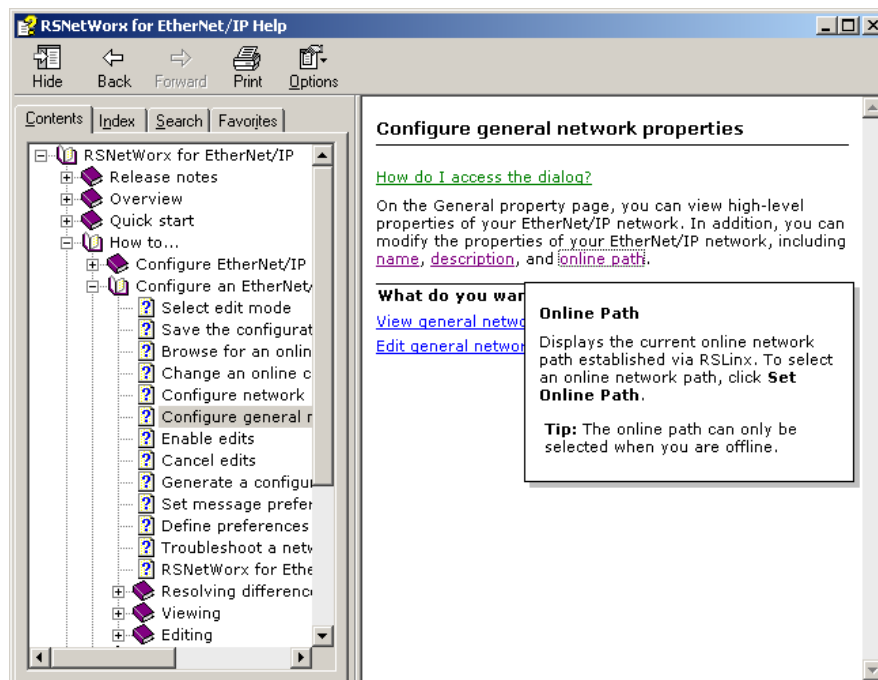 RSNetWorx for EtherNet/IP Help
Hide Back Forward Print Options
Contents Index Search Favorites
RSNetWorx for EtherNet/IP
Release notes
Overview
Quick start
How to...
Configure EtherNet/IP
Configure an EtherNet/
Select edit mode
Save the configurat
Browse for an onlin
Change an online c
Configure network
Configure general r
Enable edits
Cancel edits
Generate a configur
Set message prefer
Define preferences
Troubleshoot a netw
RSNetWorx for Ethe
Resolving differenc
Viewing
Editing
Configure general network properties
How do I access the dialog?
On the General property page, you can view high-level
properties of your EtherNet/IP network. In addition, you can
modify the properties of your EtherNet/IP network, including
name, description, and online path.
What do you wan
View general netwo
Edit general networ
Online Path
Displays the current online network
path established via RSLinx. To select
an online network path, click Set
Online Path.
Tip: The online path can only be
selected when you are offline.